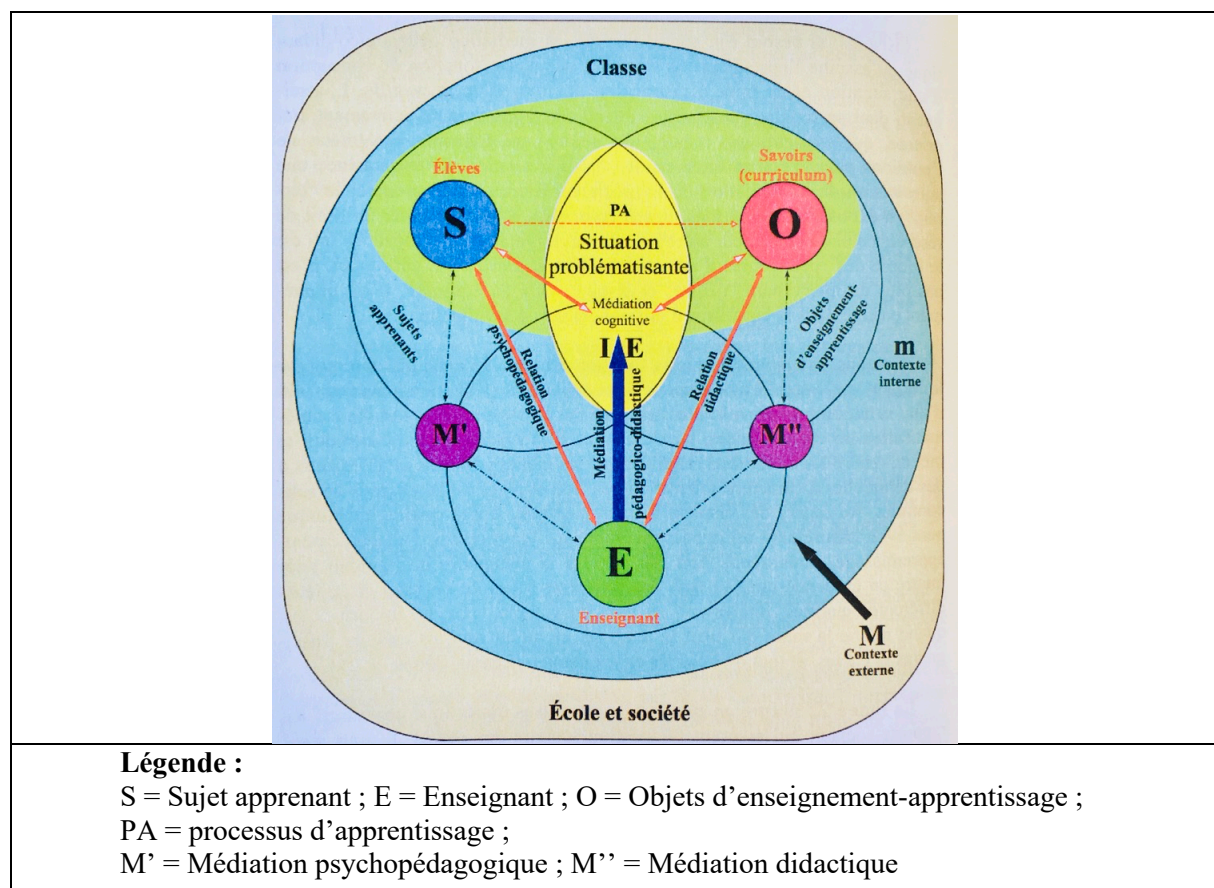 Classe
Élèves
Savoirs
(curriculum)
S
PA
O
Situation
problématisante
Médiation
cognitive
I E
Sujets
apprenants
Relation
psychopédagogique
Médiation
pédagogico-didactique
Relation
didactique
Objets
d'enseignement-
apprentissage
m
Contexte
interne
M'
M"
E
Enseignant
M
Contexte
externe
École et société
Légende :
S = Sujet apprenant ; E = Enseignant ; O = Objets d’enseignement-apprentissage ;
PA = processus d’apprentissage ;
M’ = Médiation psychopédagogique ; M’’ = Médiation didactique